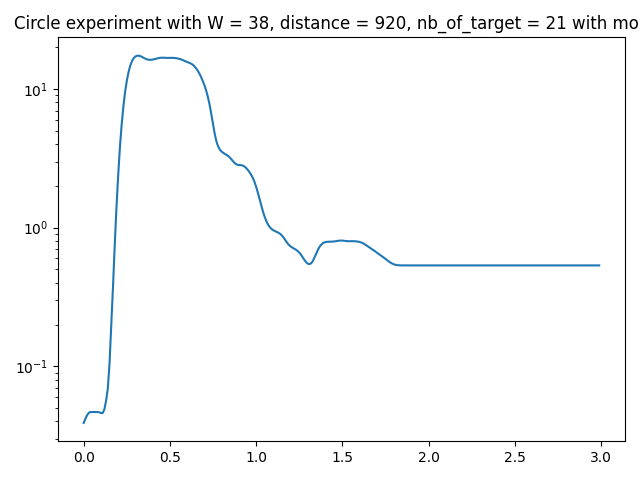 Circle experiment with W = 38, distance = 920, nb_of_target = 21 with mo
10¹
10⁰
10⁻¹
0.0 0.5 1.0 1.5 2.0 2.5 3.0